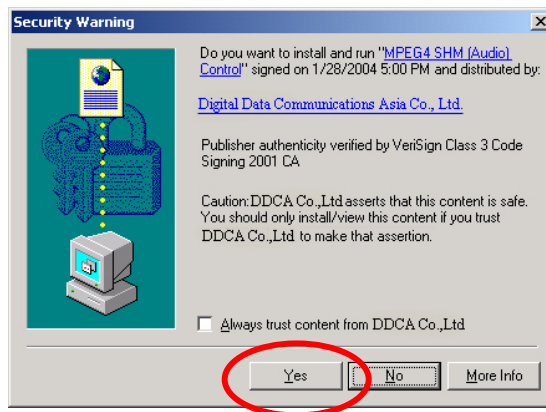 Security Warning
Do you want to install and run "MPEG4 SHM (Audio)
Control" signed on 1/28/2004 5:00 PM and distributed by:
Digital Data Communications Asia Co., Ltd.
Publisher authenticity verified by VeriSign Class 3 Code
Signing 2001 CA
Caution:DDCA Co.,Ltd asserts that this content is safe.
You should only install/view this content if you trust
DDCA Co.,Ltd to make that assertion.
Always trust content from DDCA Co.,Ltd
Yes No More Info